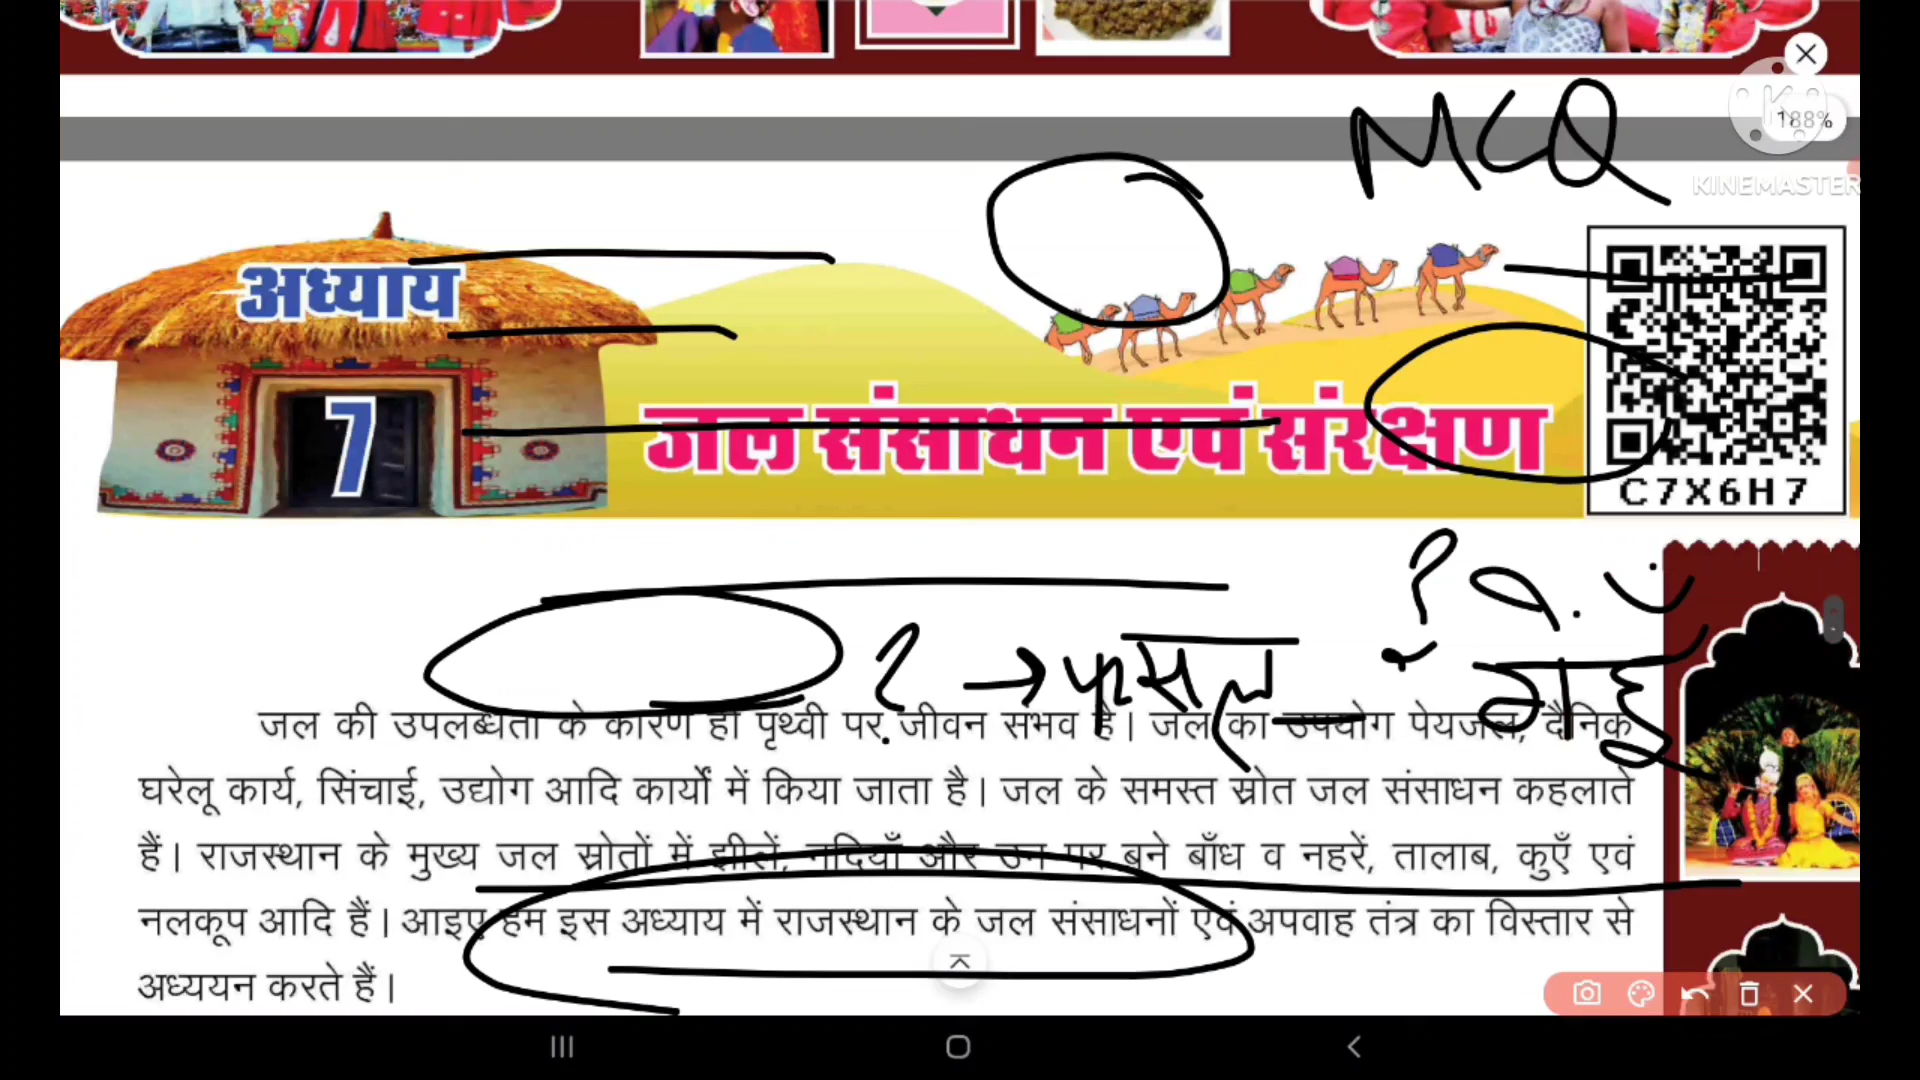 MCQ
188%
KINEMASTER
अध्याय
7
जल संसाधन एवं संरक्षण
C7X6H7
? → फसल
जल की उपलब्धता के कारण ही पृथ्वी पर जीवन संभव है। जल का उपयोग पेयजल, दैनिक
घरेलू कार्य, सिंचाई, उद्योग आदि कार्यों में किया जाता है। जल के समस्त स्रोत जल संसाधन कहलाते
हैं। राजस्थान के मुख्य जल स्रोतों में झीलें, नदियाँ और उन पर बने बाँध व नहरें, तालाब, कुएँ एवं
नलकूप आदि हैं। आइए हम इस अध्याय में राजस्थान के जल संसाधनों एवं अपवाह तंत्र का विस्तार से
अध्ययन करते हैं।